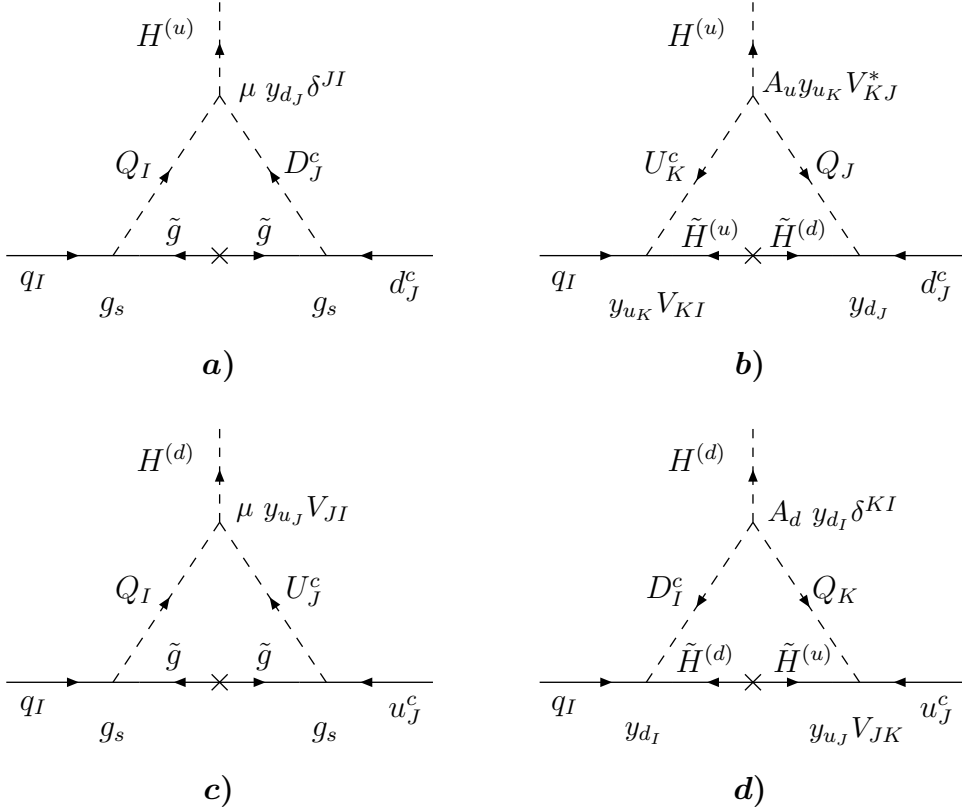 H^{(u)} H^{(u)}
μ y_{d_J} δ^{JI} A_u y_{u_K} V^*_{KJ}
Q_I D^c_J U^c_K Q_J
g̃ g̃ H̃^{(u)} H̃^{(d)}
q_I d^c_J q_I d^c_J
g_s g_s y_{u_K} V_{KI} y_{d_J}
a) b)
H^{(d)} H^{(d)}
μ y_{u_J} V_{JI} A_d y_{d_I} δ^{KI}
Q_I U^c_J D^c_I Q_K
g̃ g̃ H̃^{(d)} H̃^{(u)}
q_I u^c_J q_I u^c_J
g_s g_s y_{d_I} y_{u_J} V_{JK}
c) d)